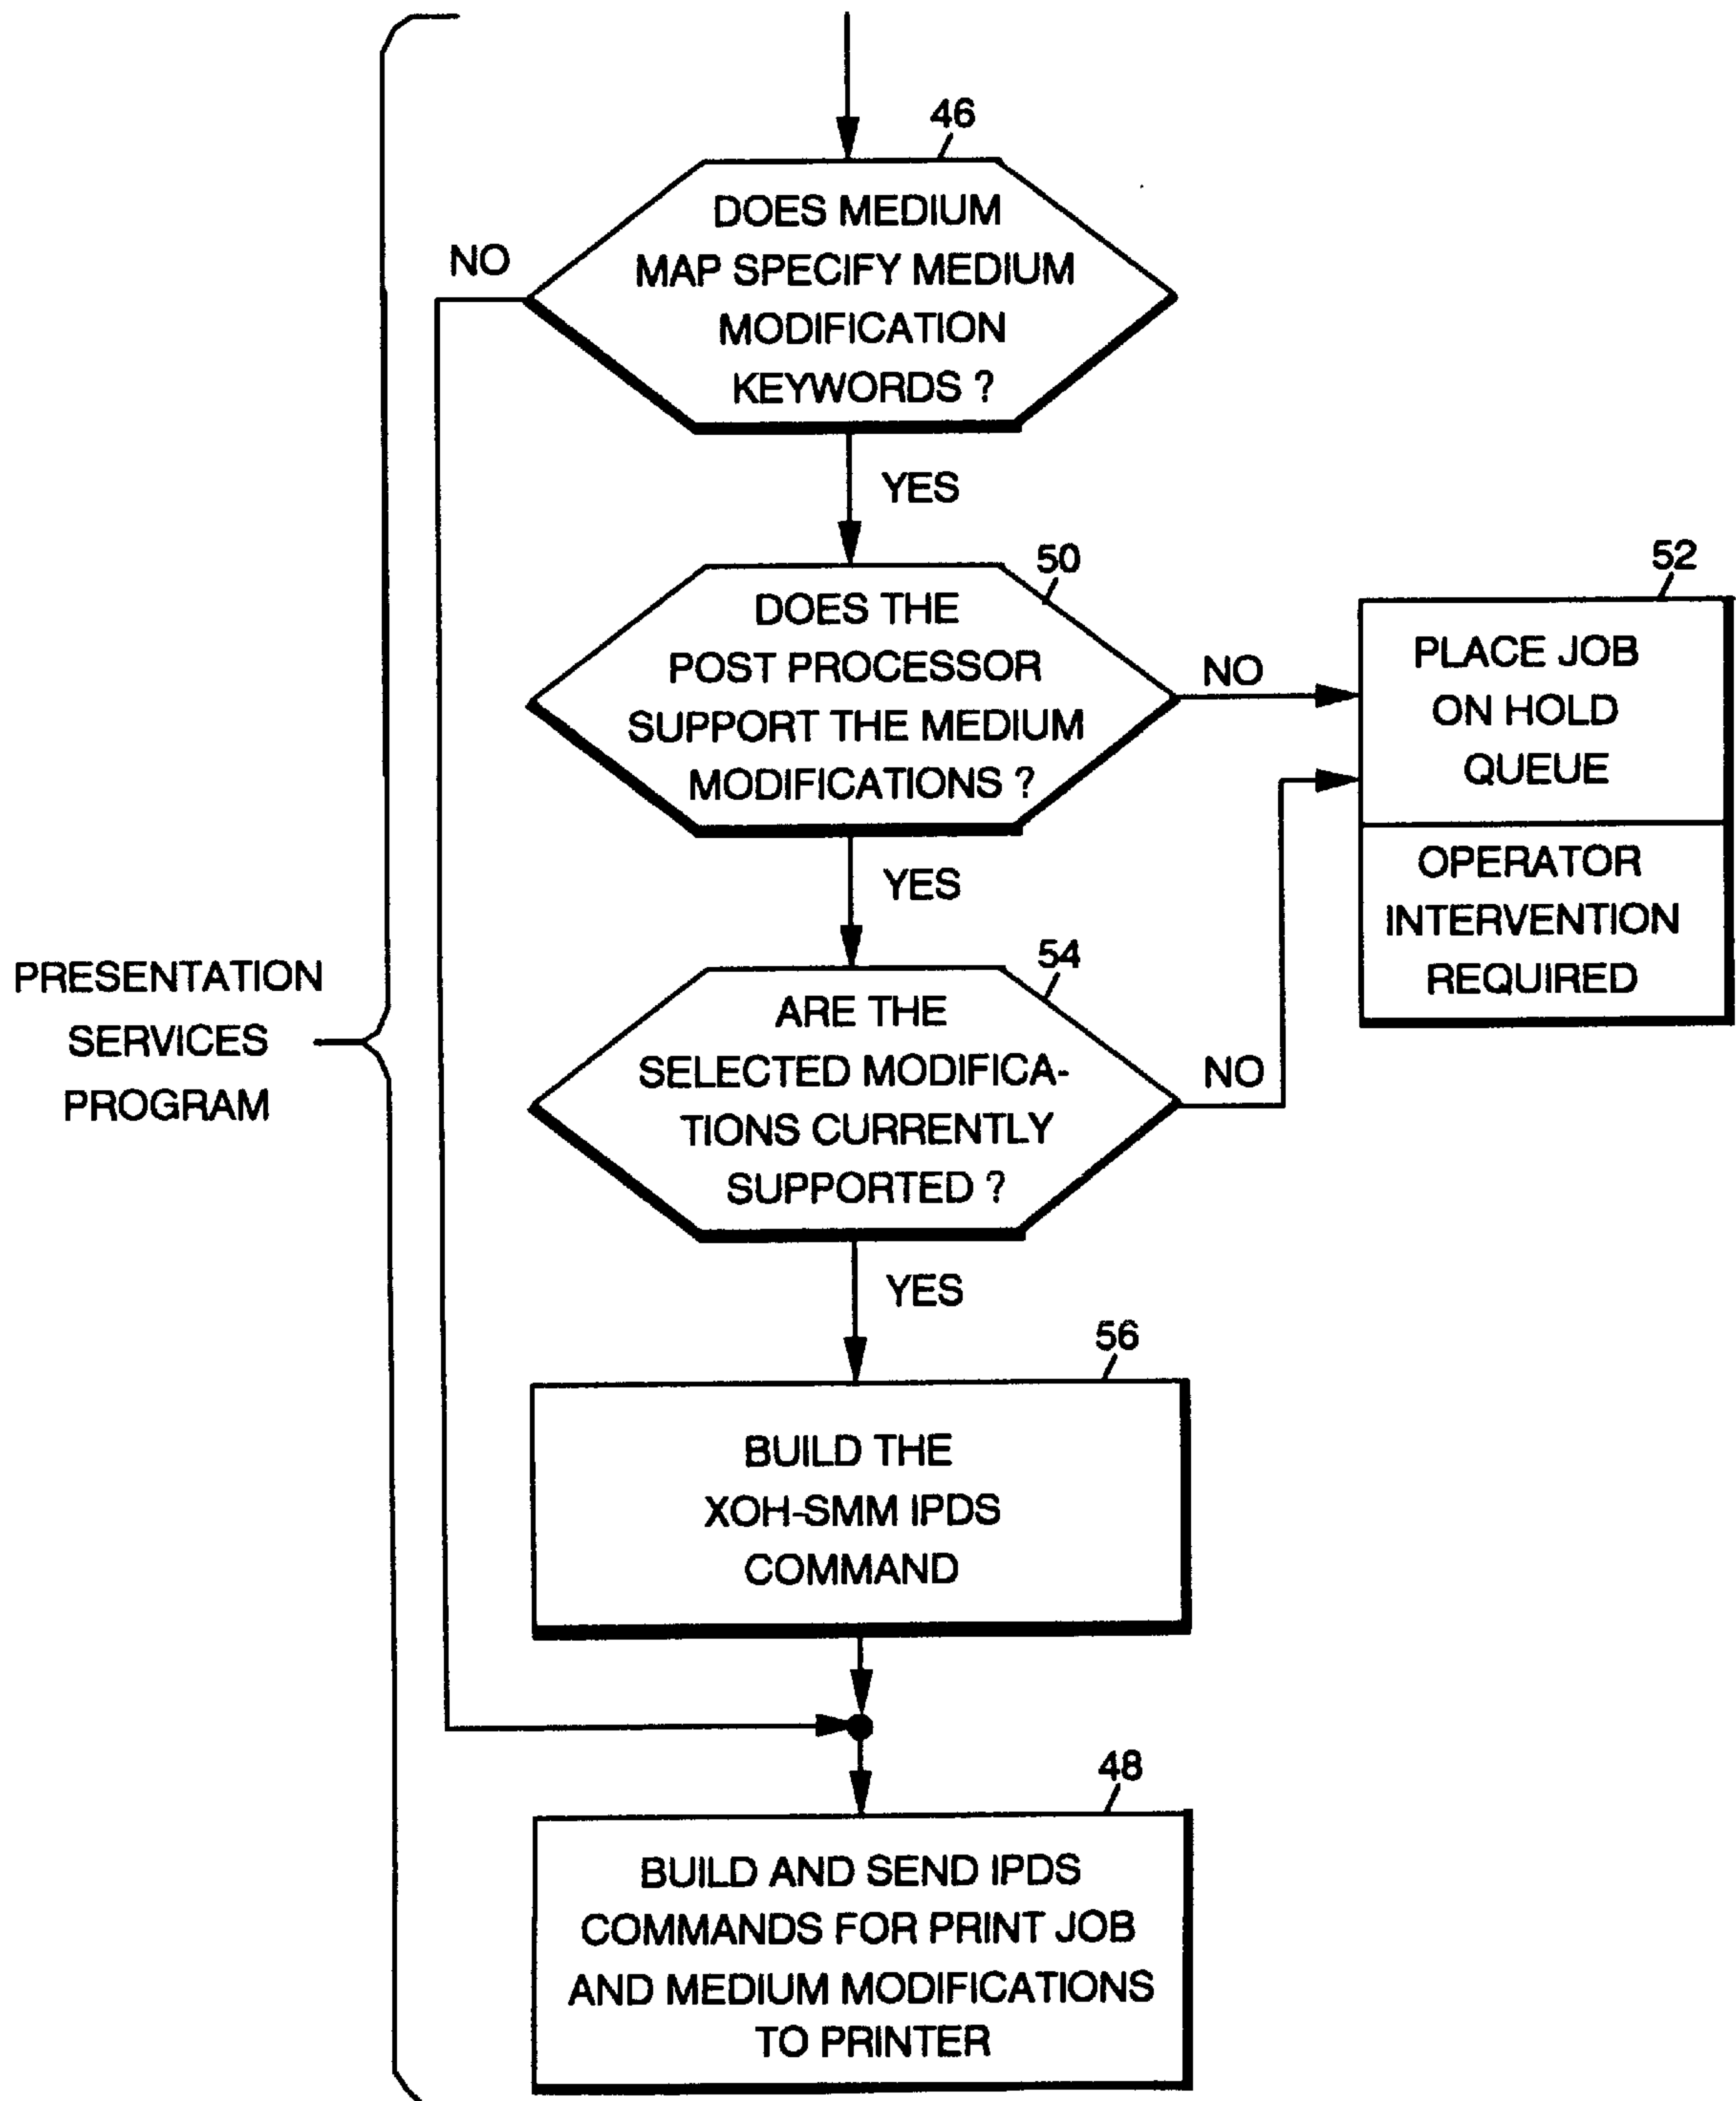 46
DOES MEDIUM
MAP SPECIFY MEDIUM
MODIFICATION
KEYWORDS ?
NO
YES
50
DOES THE
POST PROCESSOR
SUPPORT THE MEDIUM
MODIFICATIONS ?
NO
52
PLACE JOB
ON HOLD
QUEUE
OPERATOR
INTERVENTION
REQUIRED
YES
PRESENTATION
SERVICES
PROGRAM
54
ARE THE
SELECTED MODIFICA-
TIONS CURRENTLY
SUPPORTED ?
NO
YES
56
BUILD THE
XOH-SMM IPDS
COMMAND
48
BUILD AND SEND IPDS
COMMANDS FOR PRINT JOB
AND MEDIUM MODIFICATIONS
TO PRINTER